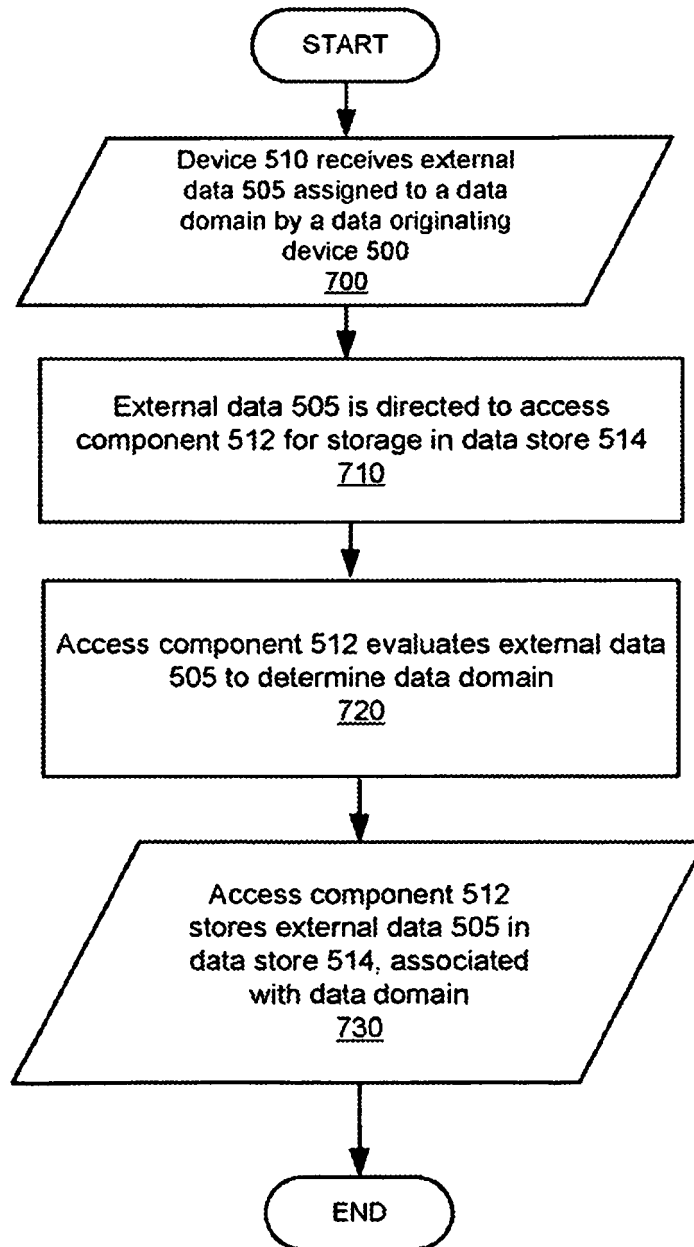 START
Device 510 receives external
data 505 assigned to a data
domain by a data originating
device 500
700
External data 505 is directed to access
component 512 for storage in data store 514
710
Access component 512 evaluates external data
505 to determine data domain
720
Access component 512
stores external data 505 in
data store 514, associated
with data domain
730
END